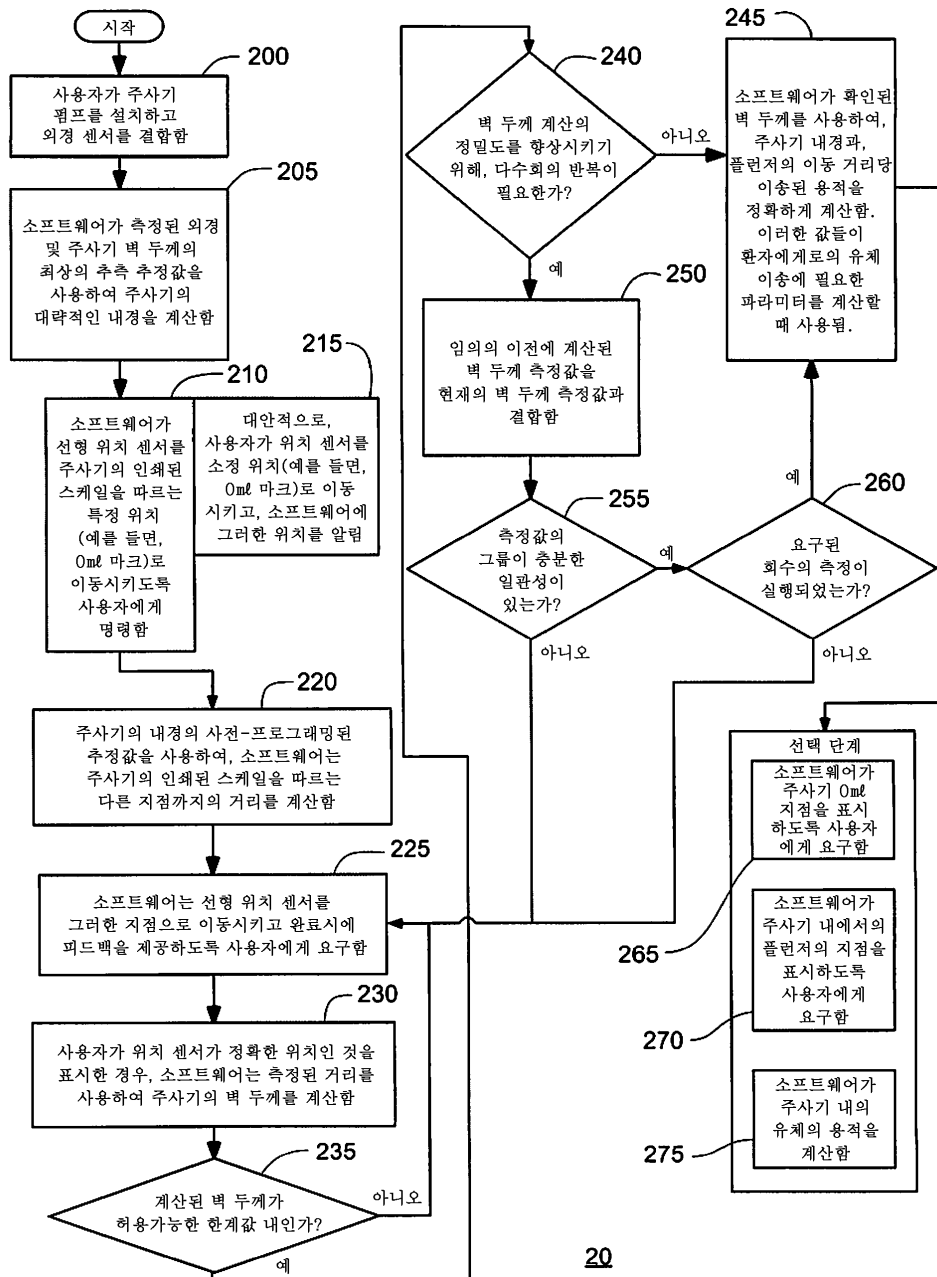 시작
200
사용자가 주사기
펌프를 설치하고
외경 센서를 결합함
205
소프트웨어가 측정된 외경
및 주사기 벽 두께의
최상의 추측 추정값을
사용하여 주사기의
대략적인 내경을 계산함
210
소프트웨어가
선형 위치 센서를
주사기의 인쇄된
스케일을 따르는
특정 위치
(예를 들면,
0㎖ 마크)로
이동시키도록
사용자에게
명령함
215
대안적으로,
사용자가 위치 센서를
소정 위치(예를 들면,
0㎖ 마크)로 이동
시키고, 소프트웨어에
그러한 위치를 알림
220
주사기의 내경의 사전-프로그래밍된
추정값을 사용하여, 소프트웨어는
주사기의 인쇄된 스케일을 따르는
다른 지점까지의 거리를 계산함
225
소프트웨어는 선형 위치 센서를
그러한 지점으로 이동시키고 완료시에
피드백을 제공하도록 사용자에게 요구함
230
사용자가 위치 센서가 정확한 위치인 것을
표시한 경우, 소프트웨어는 측정된 거리를
사용하여 주사기의 벽 두께를 계산함
235
계산된 벽 두께가
허용가능한 한계값 내인가?
아니오
예
240
벽 두께 계산의
정밀도를 향상시키기
위해, 다수회의 반복이
필요한가?
아니오
예
245
소프트웨어가 확인된
벽 두께를 사용하여,
주사기 내경과,
플런저의 이동 거리당
이송된 용적을
정확하게 계산함.
이러한 값들이
환자에게로의 유체
이송에 필요한
파라미터를 계산할
때 사용됨.
250
임의의 이전에 계산된
벽 두께 측정값을
현재의 벽 두께 측정값과
결합함
255
측정값의
그룹이 충분한
일관성이
있는가?
예
아니오
260
요구된
회수의 측정이
실행되었는가?
예
아니오
선택 단계
소프트웨어가
주사기 0㎖
지점을 표시
하도록 사용자
에게 요구함
265
소프트웨어가
주사기 내에서의
플런저의 지점을
표시하도록
사용자에게
요구함
270
소프트웨어가
주사기 내의
유체의 용적을
계산함
275
20